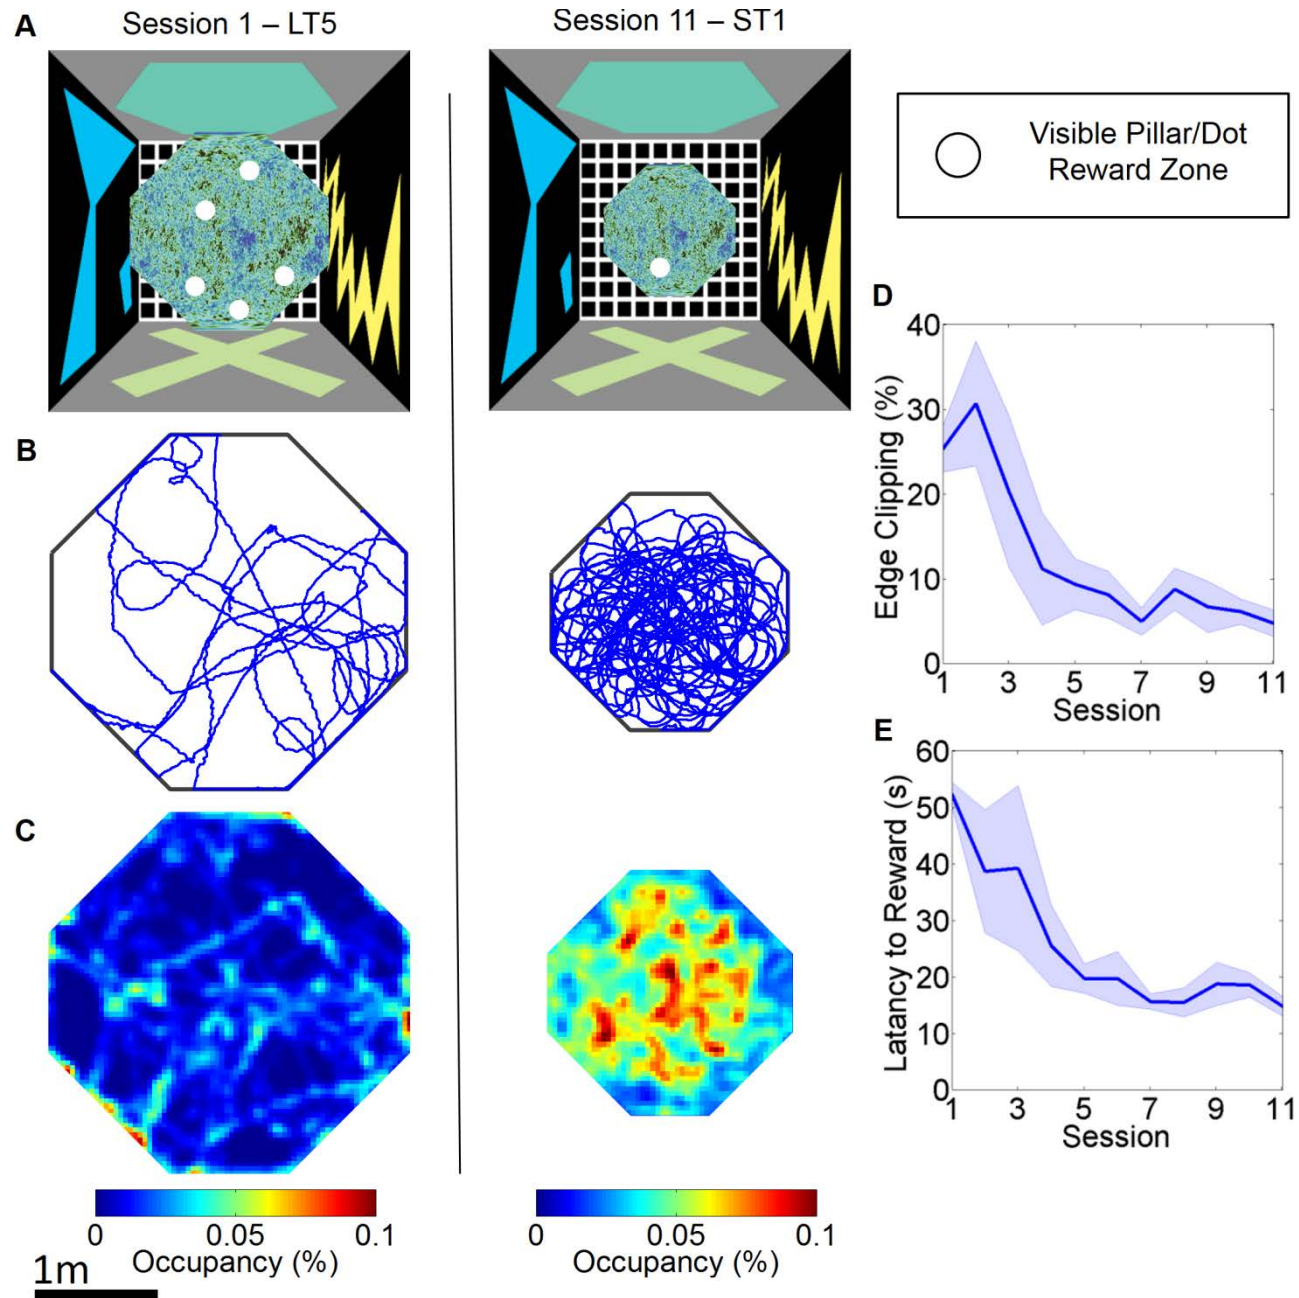 A
Session 1 – LT5
Session 11 – ST1
Visible Pillar/Dot
Reward Zone
B
C
D
40
30
20
10
0
Edge Clipping (%)
1 3 5 7 9 11
Session
E
60
50
40
30
20
10
0
Latancy to Reward (s)
1 3 5 7 9 11
Session
0 0.05 0.1
Occupancy (%)
0 0.05 0.1
Occupancy (%)
1m